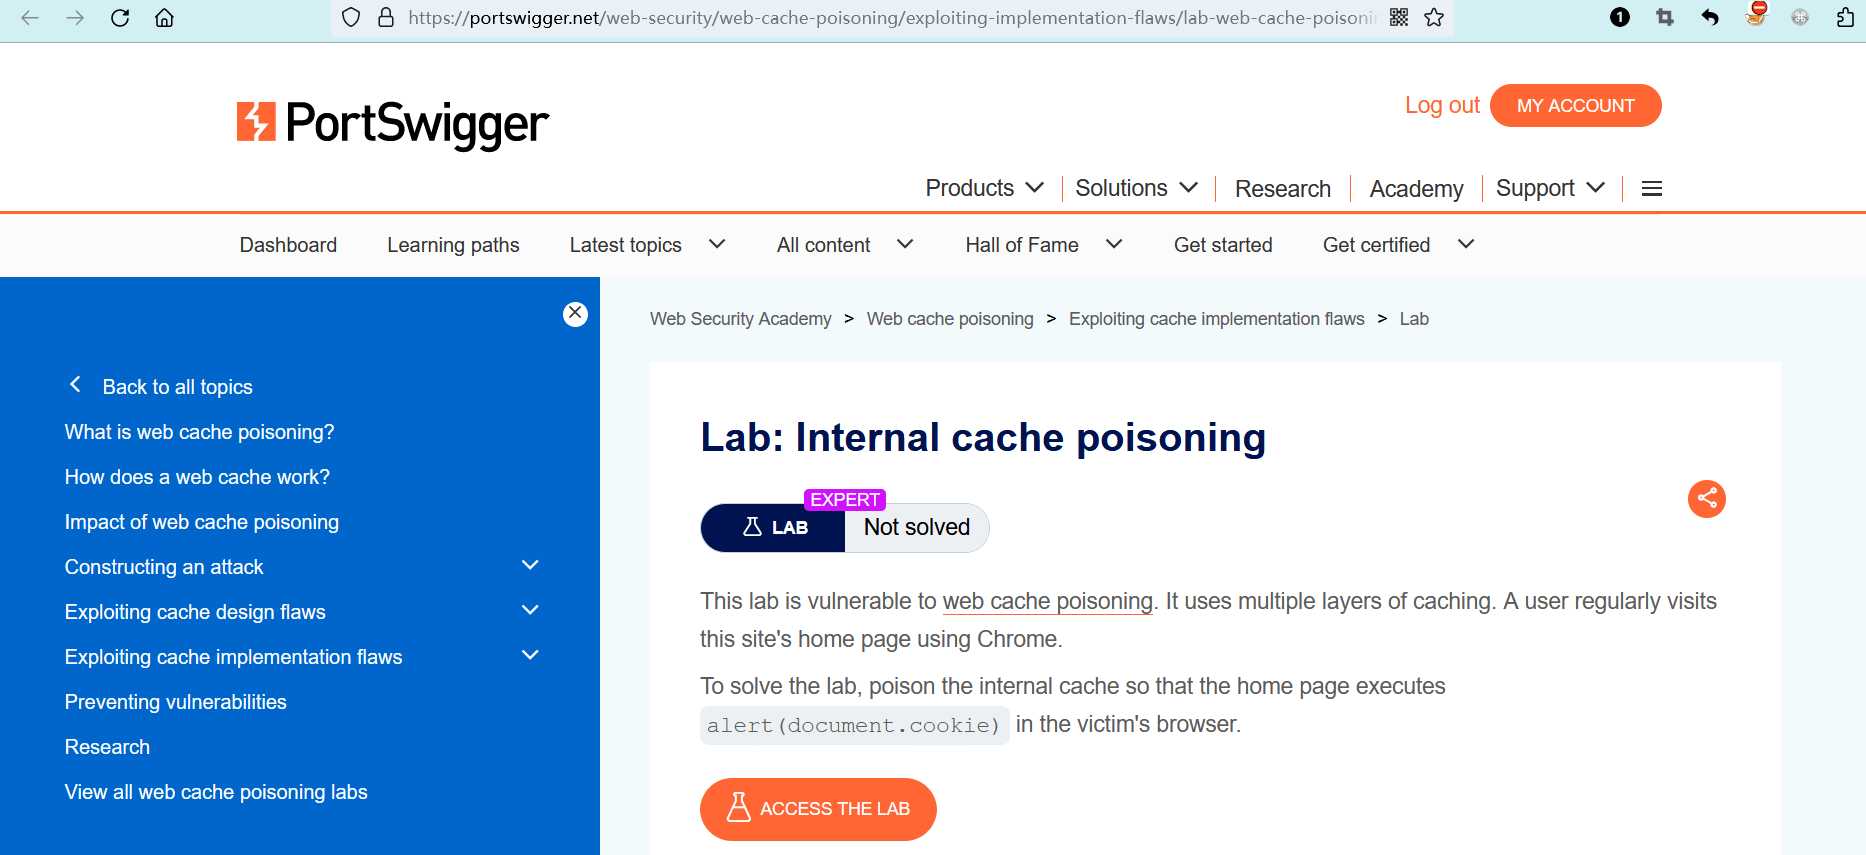 https://portswigger.net/web-security/web-cache-poisoning/exploiting-implementation-flaws/lab-web-cache-poisonin
1
PortSwigger
Log out
MY ACCOUNT
Products
Solutions
Research
Academy
Support
Dashboard
Learning paths
Latest topics
All content
Hall of Fame
Get started
Get certified
Back to all topics
What is web cache poisoning?
How does a web cache work?
Impact of web cache poisoning
Constructing an attack
Exploiting cache design flaws
Exploiting cache implementation flaws
Preventing vulnerabilities
Research
View all web cache poisoning labs
Web Security Academy > Web cache poisoning > Exploiting cache implementation flaws > Lab
Lab: Internal cache poisoning
EXPERT
LAB
Not solved
This lab is vulnerable to web cache poisoning. It uses multiple layers of caching. A user regularly visits
this site's home page using Chrome.
To solve the lab, poison the internal cache so that the home page executes
alert(document.cookie) in the victim's browser.
ACCESS THE LAB